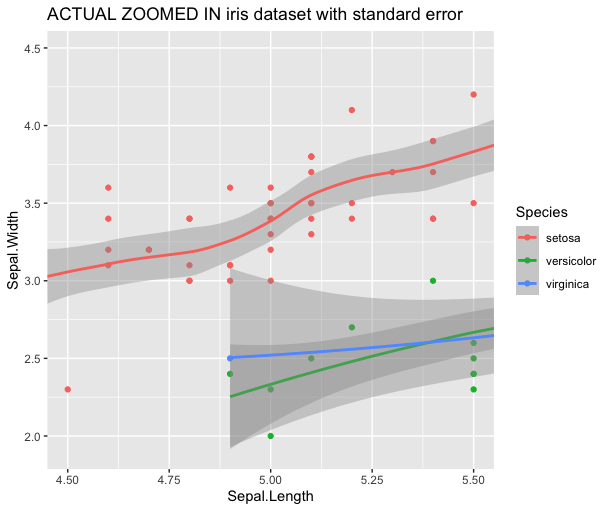 ACTUAL ZOOMED IN iris dataset with standard error
4.5
4.0
3.5
3.0
2.5
2.0
Sepal.Width
4.50 4.75 5.00 5.25 5.50
Sepal.Length
Species
setosa
versicolor
virginica